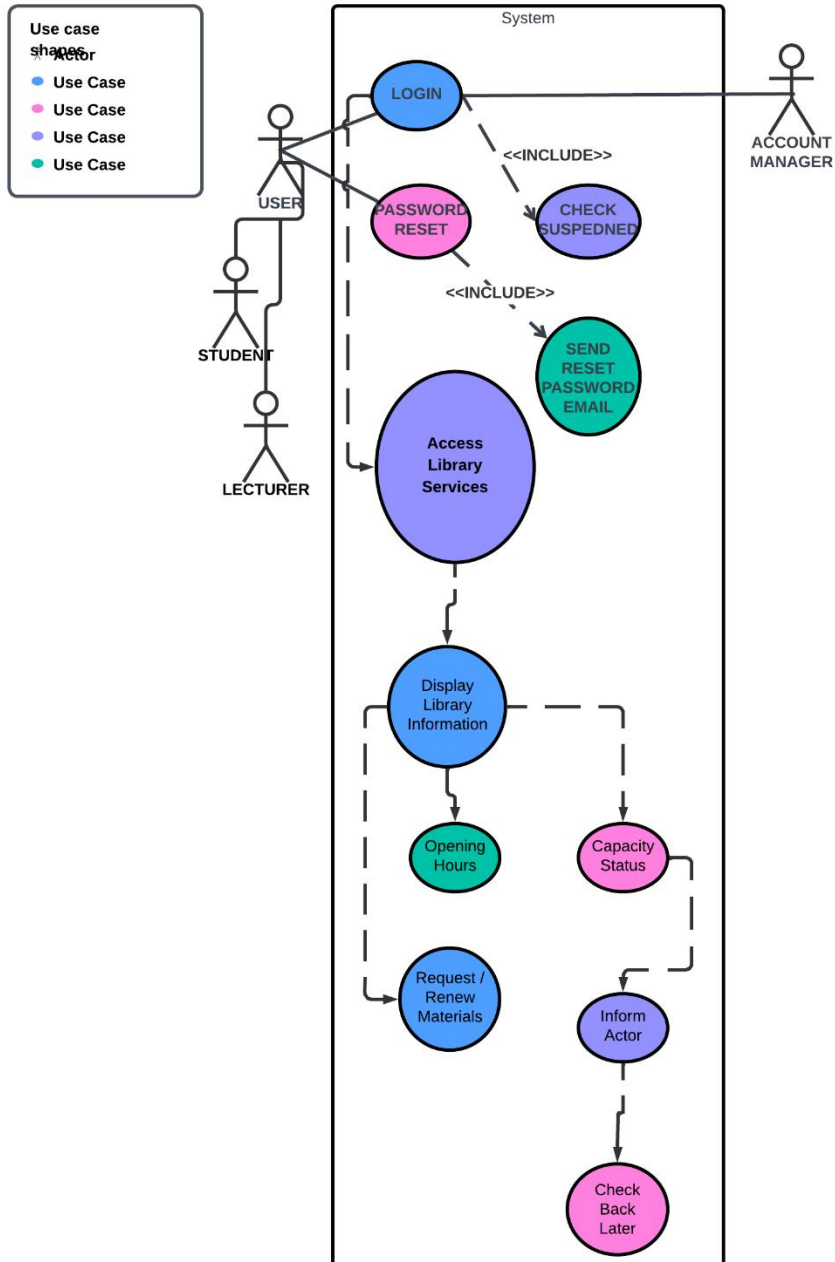 System
Use case
shapes
Actor
Use Case
Use Case
Use Case
Use Case
LOGIN
ACCOUNT
MANAGER
<<INCLUDE>>
USER
PASSWORD
RESET
CHECK
SUSPEDNED
<<INCLUDE>>
STUDENT
SEND
RESET
PASSWORD
EMAIL
Access
Library
Services
LECTURER
Display
Library
Information
Opening
Hours
Capacity
Status
Request /
Renew
Materials
Inform
Actor
Check
Back
Later